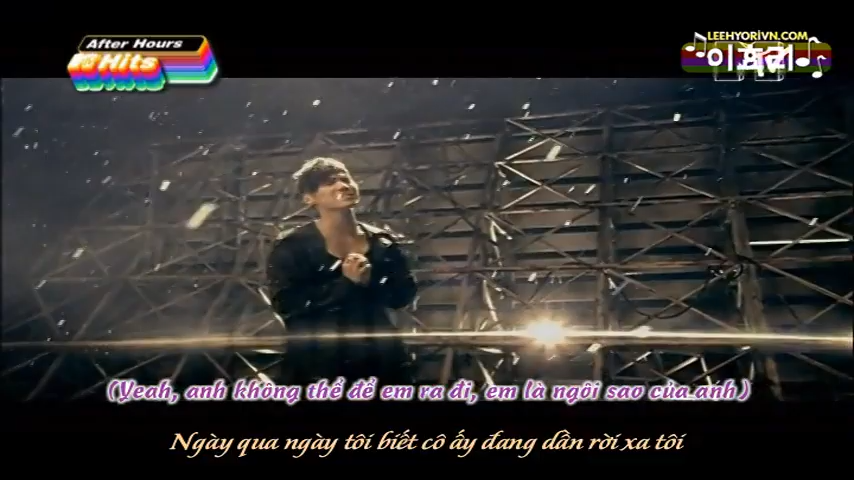 After Hours
Hits
LEEHYORIVN.COM
이효리
(Yeah, anh không thể để em ra đi, em là ngôi sao của anh)
Ngày qua ngày tôi biết cô ấy đang dần rời xa tôi